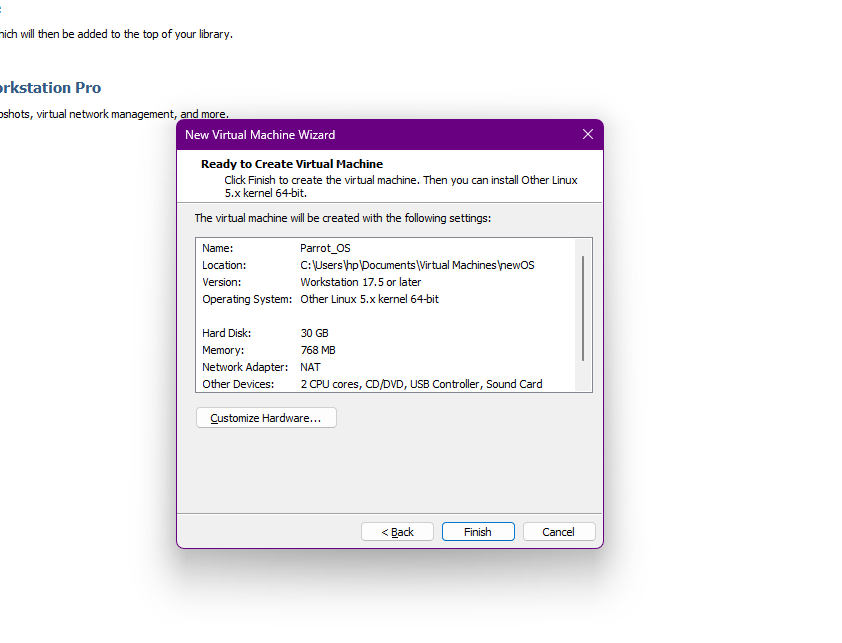 which will then be added to the top of your library.
Workstation Pro
snapshots, virtual network management, and more.
New Virtual Machine Wizard
Ready to Create Virtual Machine
Click Finish to create the virtual machine. Then you can install Other Linux
5.x kernel 64-bit.
The virtual machine will be created with the following settings:
Name: Parrot_OS
Location: C:\Users\hp\Documents\Virtual Machines\newOS
Version: Workstation 17.5 or later
Operating System: Other Linux 5.x kernel 64-bit
Hard Disk: 30 GB
Memory: 768 MB
Network Adapter: NAT
Other Devices: 2 CPU cores, CD/DVD, USB Controller, Sound Card
Customize Hardware...
< Back
Finish
Cancel